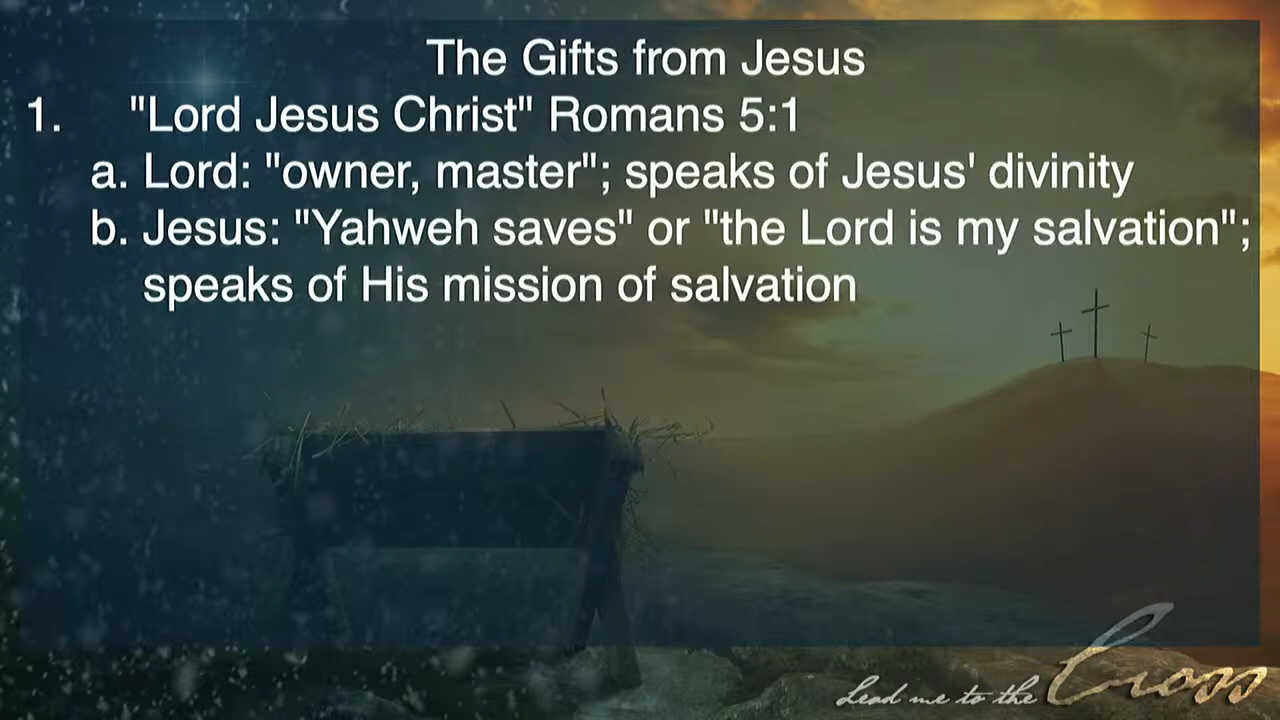 The Gifts from Jesus
1. "Lord Jesus Christ" Romans 5:1
a. Lord: "owner, master"; speaks of Jesus' divinity
b. Jesus: "Yahweh saves" or "the Lord is my salvation";
speaks of His mission of salvation
Lead me to the Cross